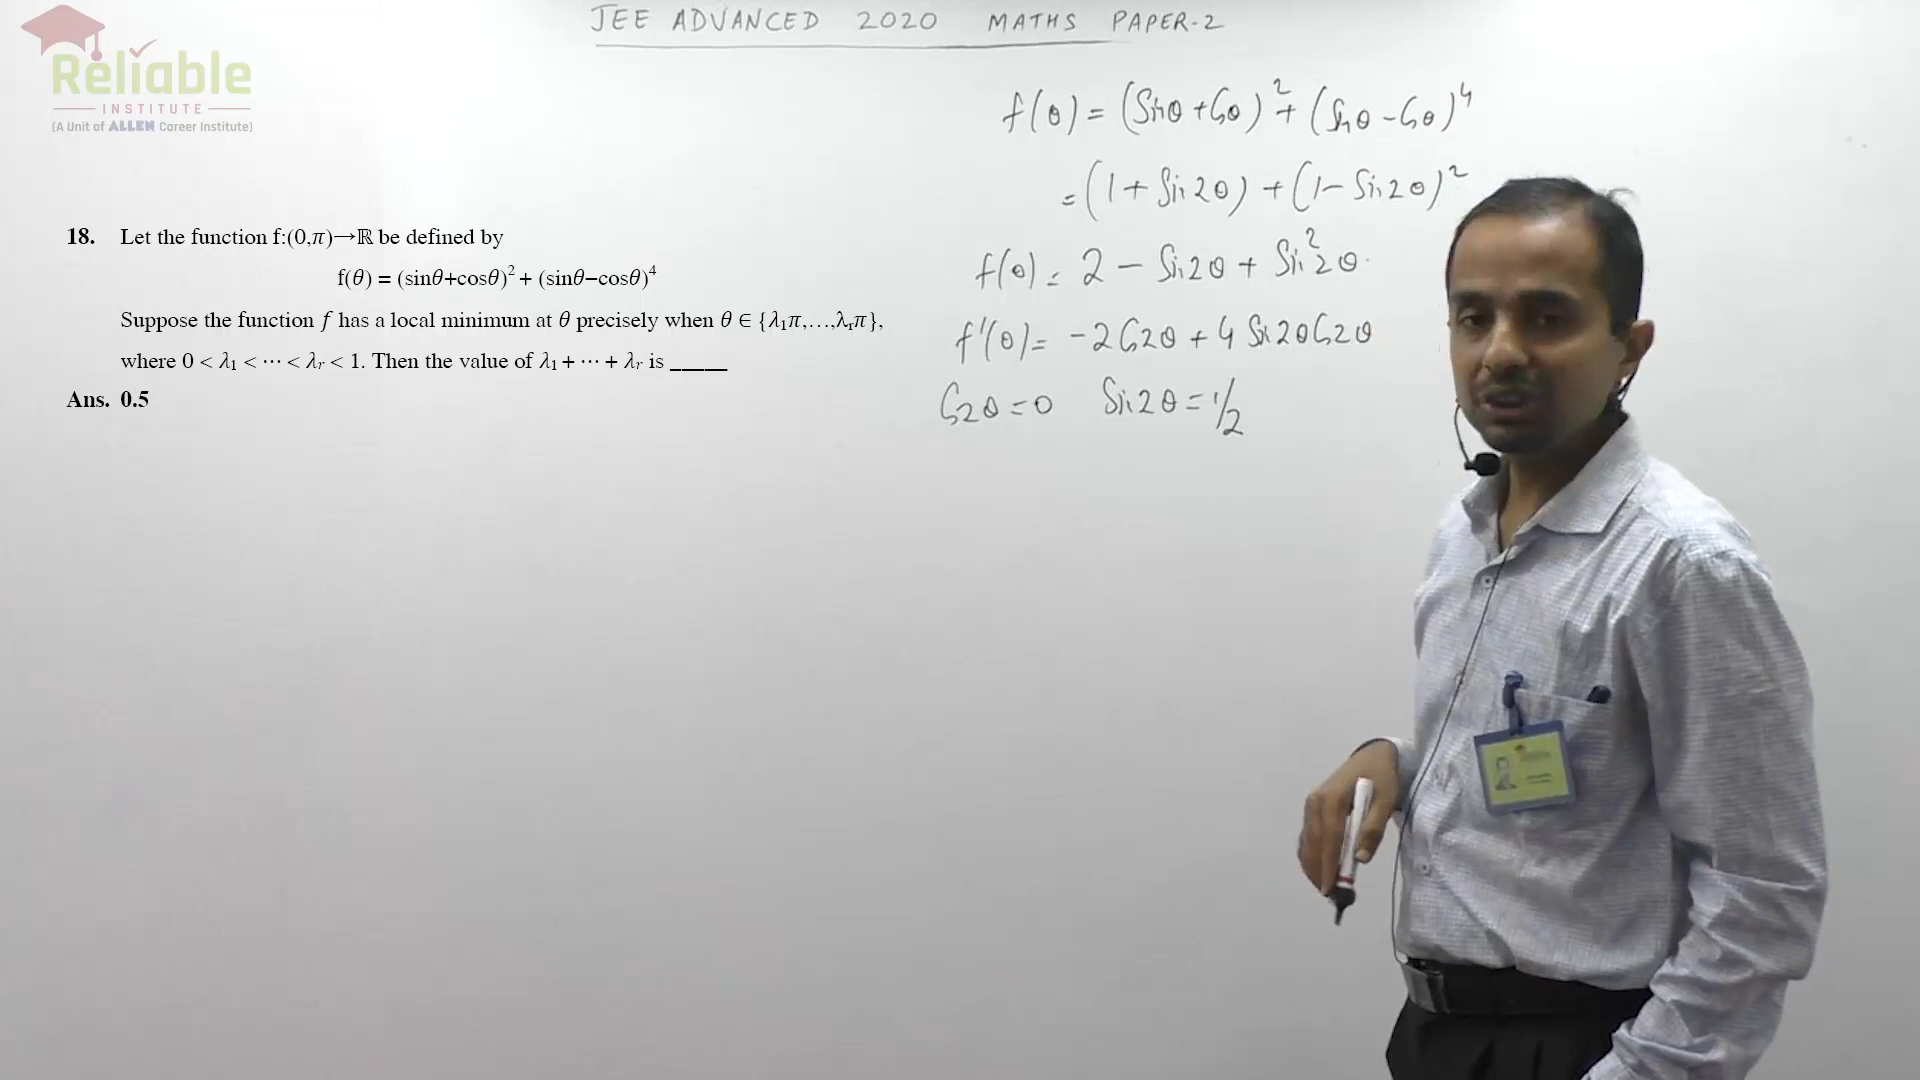 JEE ADVANCED 2020 MATHS PAPER-2
Reliable
INSTITUTE
(A Unit of ALLEN Career Institute)
18. Let the function f:(0,π)→ℝ be defined by
f(θ) = (sinθ+cosθ)² + (sinθ−cosθ)⁴
Suppose the function f has a local minimum at θ precisely when θ ∈ {λ₁π,…,λᵣπ},
where 0 < λ₁ < ⋯ < λᵣ < 1. Then the value of λ₁ + ⋯ + λᵣ is _____
Ans. 0.5
f(θ) = (Sinθ + Cosθ)² + (Sinθ − Cosθ)⁴
= (1 + Sin2θ) + (1 − Sin2θ)²
f(θ) = 2 − Sin2θ + Sin²2θ.
f'(θ) = −2Cos2θ + 4 Sin2θCos2θ
Cos2θ = 0 Sin2θ = 1/2